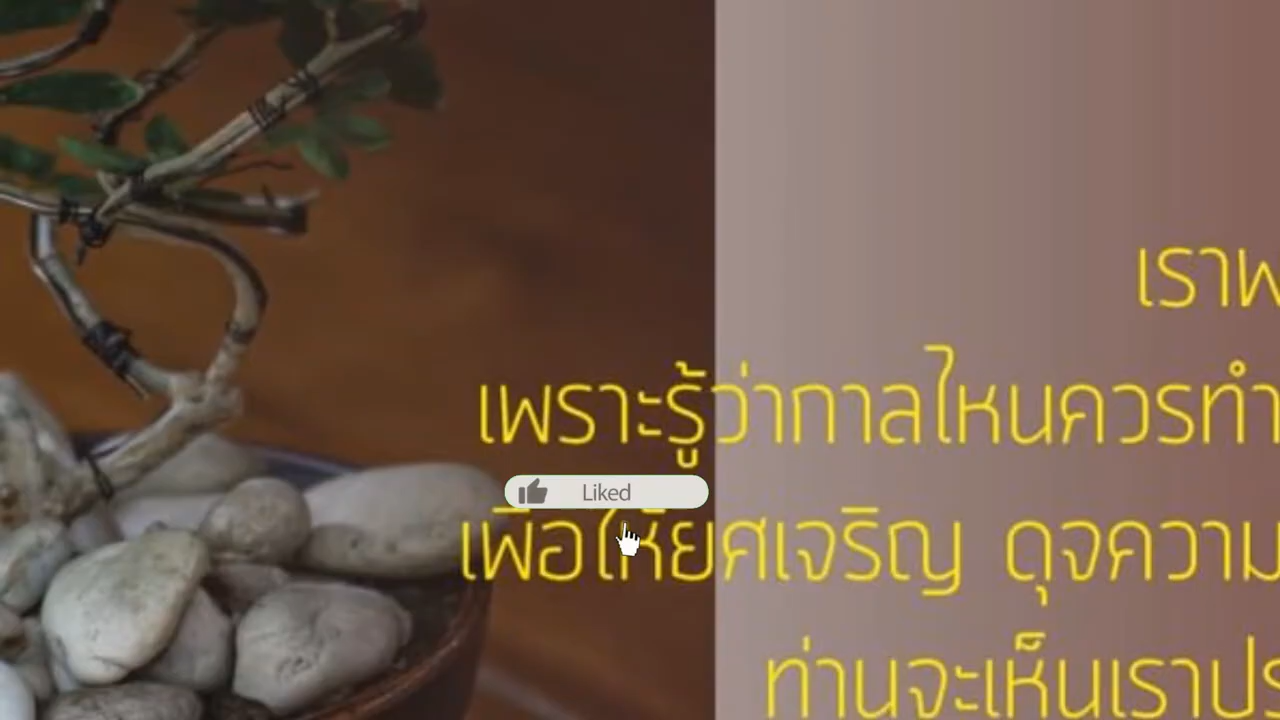 เราพ
เพราะรู้ว่ากาลไหนควรทำ
Liked
เพื่อให้ยศเจริญ ดุจความ
ท่านจะเห็นเราปร